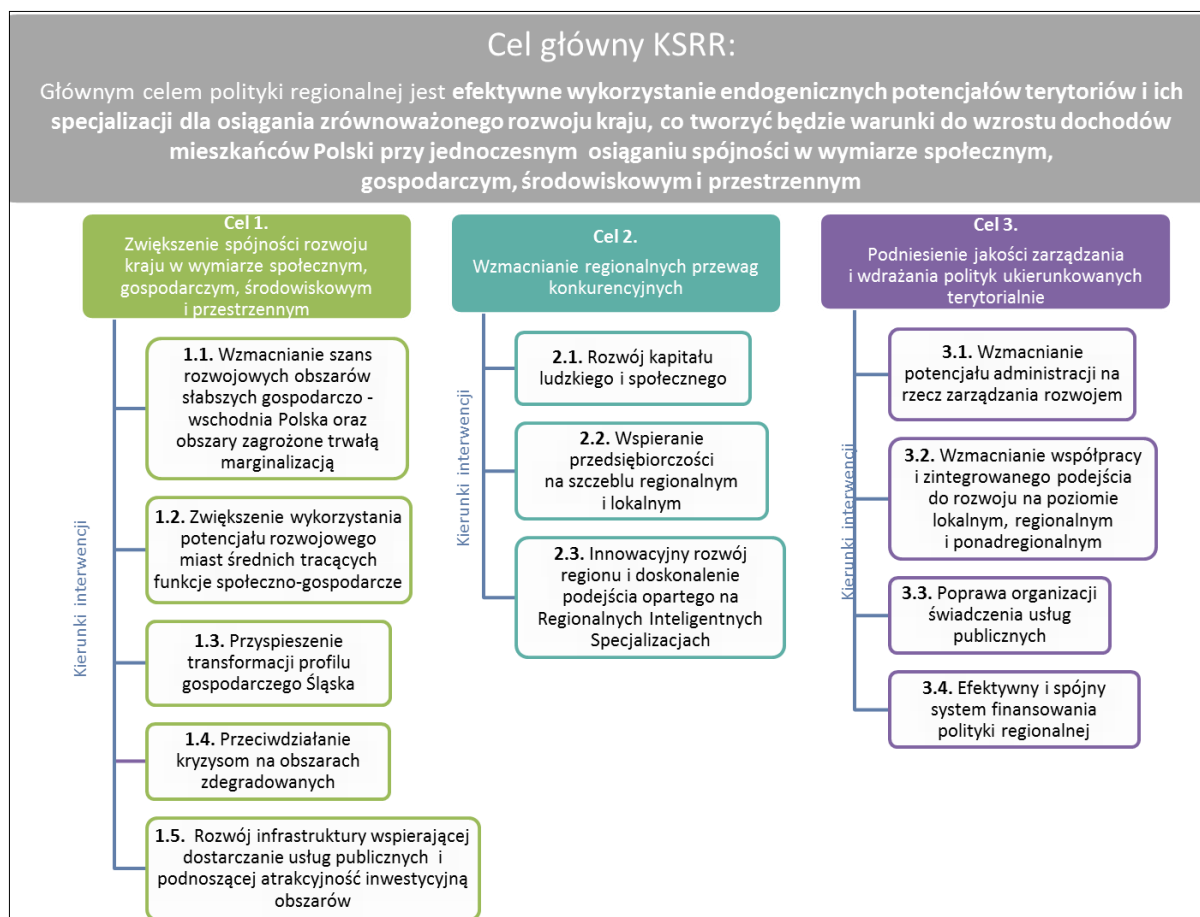 Cel główny KSRR:
Głównym celem polityki regionalnej jest efektywne wykorzystanie endogenicznych potencjałów terytoriów i ich
specjalizacji dla osiągania zrównoważonego rozwoju kraju, co tworzyć będzie warunki do wzrostu dochodów
mieszkańców Polski przy jednoczesnym osiąganiu spójności w wymiarze społecznym,
gospodarczym, środowiskowym i przestrzennym
Cel 1.
Zwiększenie spójności rozwoju
kraju w wymiarze społecznym,
gospodarczym, środowiskowym
i przestrzennym
Kierunki interwencji
1.1. Wzmacnianie szans
rozwojowych obszarów
słabszych gospodarczo -
wschodnia Polska oraz
obszary zagrożone trwałą
marginalizacją
1.2. Zwiększenie wykorzystania
potencjału rozwojowego
miast średnich tracących
funkcje społeczno-gospodarcze
1.3. Przyspieszenie
transformacji profilu
gospodarczego Śląska
1.4. Przeciwdziałanie
kryzysom na obszarach
zdegradowanych
1.5. Rozwój infrastruktury wspierającej
dostarczanie usług publicznych i
podnoszącej atrakcyjność inwestycyjną
obszarów
Cel 2.
Wzmacnianie regionalnych przewag
konkurencyjnych
Kierunki interwencji
2.1. Rozwój kapitału
ludzkiego i społecznego
2.2. Wspieranie
przedsiębiorczości
na szczeblu regionalnym
i lokalnym
2.3. Innowacyjny rozwój
regionu i doskonalenie
podejścia opartego na
Regionalnych Inteligentnych
Specjalizacjach
Cel 3.
Podniesienie jakości zarządzania
i wdrażania polityk ukierunkowanych
terytorialnie
Kierunki interwencji
3.1. Wzmacnianie
potencjału administracji na
rzecz zarządzania rozwojem
3.2. Wzmacnianie współpracy
i zintegrowanego podejścia
do rozwoju na poziomie
lokalnym, regionalnym
i ponadregionalnym
3.3. Poprawa organizacji
świadczenia usług
publicznych
3.4. Efektywny i spójny
system finansowania
polityki regionalnej